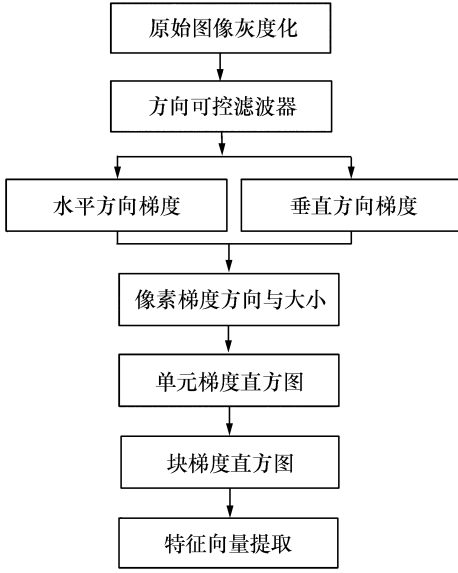 原始图像灰度化
方向可控滤波器
水平方向梯度
垂直方向梯度
像素梯度方向与大小
单元梯度直方图
块梯度直方图
特征向量提取